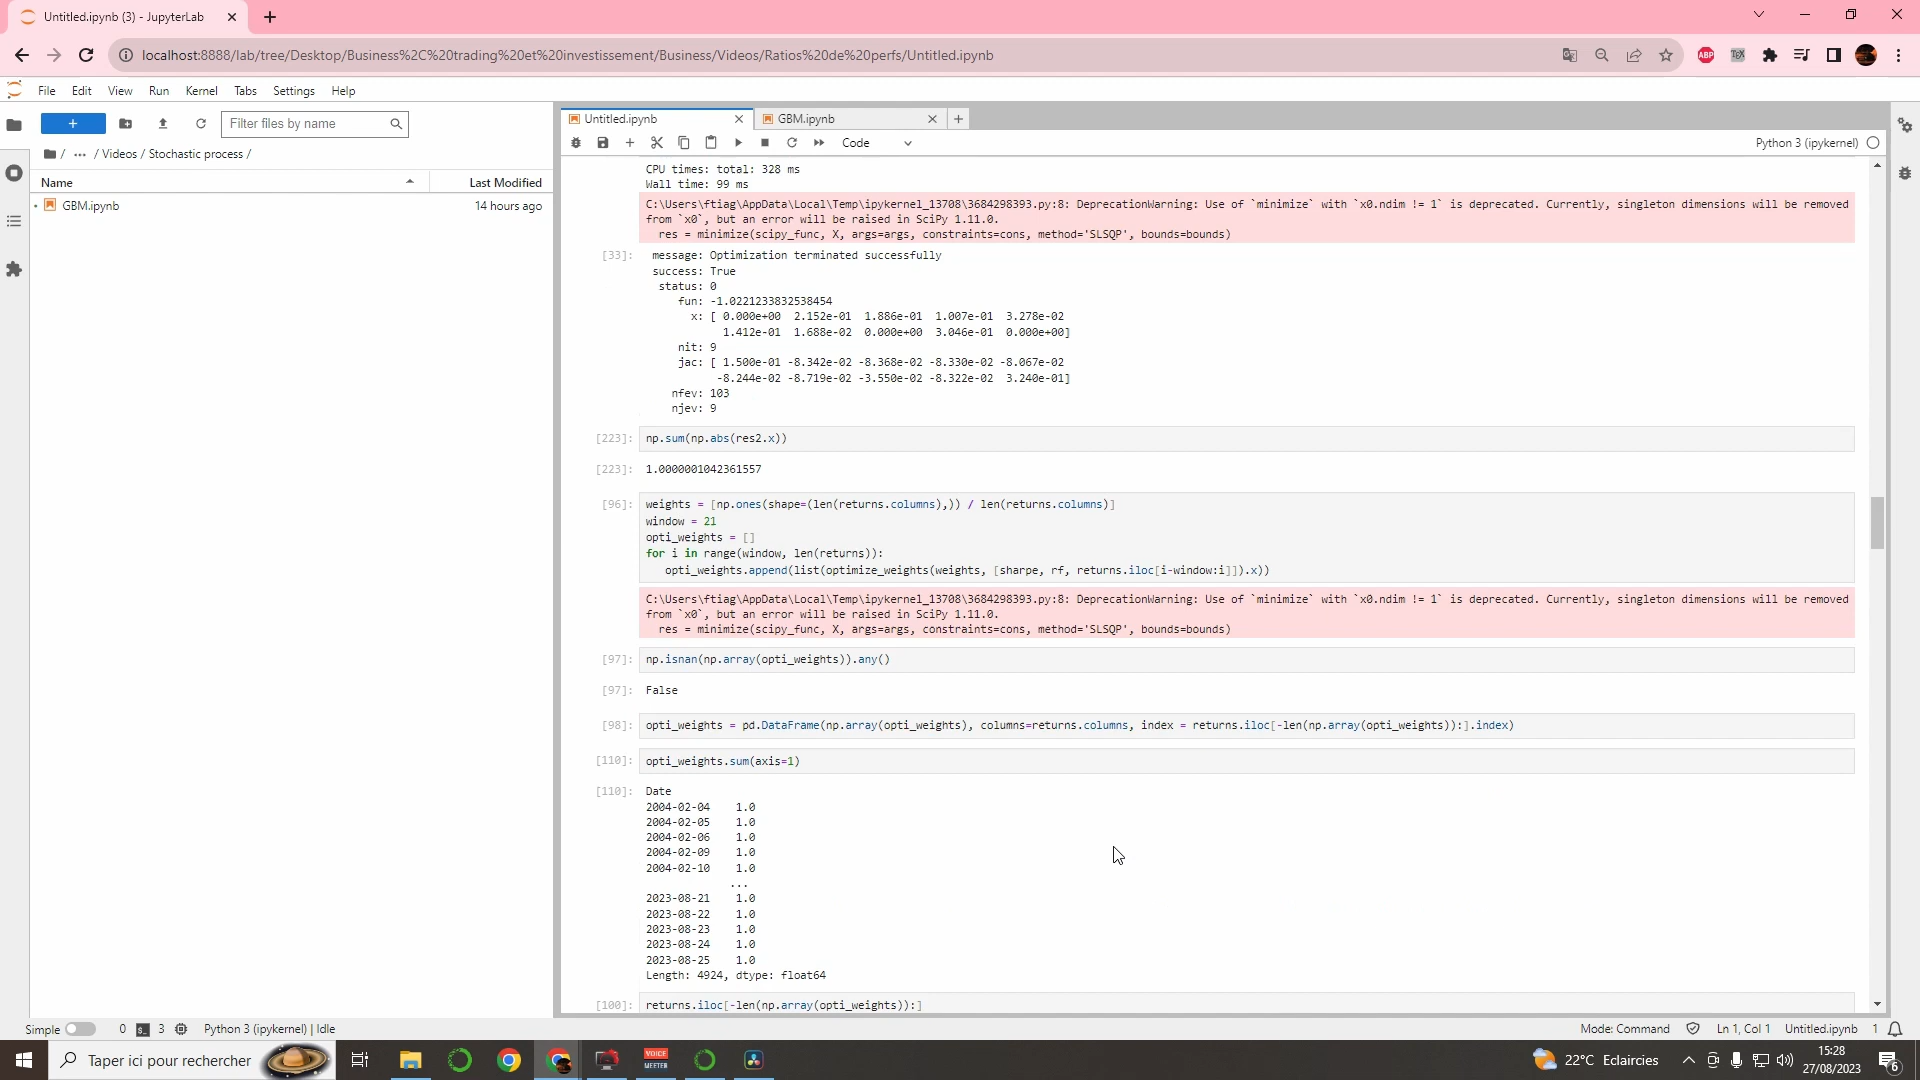 Untitled.ipynb (3) - JupyterLab
localhost:8888/lab/tree/Desktop/Business%2C%20trading%20et%20investissement/Business/Videos/Ratios%20de%20perfs/Untitled.ipynb
ABP
File Edit View Run Kernel Tabs Settings Help
Filter files by name
/ ··· / Videos / Stochastic process /
Name Last Modified
GBM.ipynb 14 hours ago
Untitled.ipynb GBM.ipynb
Code Python 3 (ipykernel)
CPU times: total: 328 ms
Wall time: 99 ms
C:\Users\ftiag\AppData\Local\Temp\ipykernel_13708\3684298393.py:8: DeprecationWarning: Use of `minimize` with `x0.ndim != 1` is deprecated. Currently, singleton dimensions will be removed
from `x0`, but an error will be raised in SciPy 1.11.0.
res = minimize(scipy_func, X, args=args, constraints=cons, method='SLSQP', bounds=bounds)
[33]: message: Optimization terminated successfully
success: True
status: 0
fun: -1.0221233832538454
x: [ 0.000e+00 2.152e-01 1.886e-01 1.007e-01 3.278e-02
1.412e-01 1.688e-02 0.000e+00 3.046e-01 0.000e+00]
nit: 9
jac: [ 1.500e-01 -8.342e-02 -8.368e-02 -8.330e-02 -8.067e-02
-8.244e-02 -8.719e-02 -3.550e-02 -8.322e-02 3.240e-01]
nfev: 103
njev: 9
[223]: np.sum(np.abs(res2.x))
[223]: 1.0000001042361557
[96]: weights = [np.ones(shape=(len(returns.columns),)) / len(returns.columns)]
window = 21
opti_weights = []
for i in range(window, len(returns)):
opti_weights.append(list(optimize_weights(weights, [sharpe, rf, returns.iloc[i-window:i]]).x))
C:\Users\ftiag\AppData\Local\Temp\ipykernel_13708\3684298393.py:8: DeprecationWarning: Use of `minimize` with `x0.ndim != 1` is deprecated. Currently, singleton dimensions will be removed
from `x0`, but an error will be raised in SciPy 1.11.0.
res = minimize(scipy_func, X, args=args, constraints=cons, method='SLSQP', bounds=bounds)
[97]: np.isnan(np.array(opti_weights)).any()
[97]: False
[98]: opti_weights = pd.DataFrame(np.array(opti_weights), columns=returns.columns, index = returns.iloc[-len(np.array(opti_weights)):].index)
[110]: opti_weights.sum(axis=1)
[110]: Date
2004-02-04 1.0
2004-02-05 1.0
2004-02-06 1.0
2004-02-09 1.0
2004-02-10 1.0
...
2023-08-21 1.0
2023-08-22 1.0
2023-08-23 1.0
2023-08-24 1.0
2023-08-25 1.0
Length: 4924, dtype: float64
[100]: returns.iloc[-len(np.array(opti_weights)):]
Simple 0 3 Python 3 (ipykernel) | Idle Mode: Command Ln 1, Col 1 Untitled.ipynb 1
Taper ici pour rechercher VOICE MEETER 22°C Eclaircies 15:28
27/08/2023 6